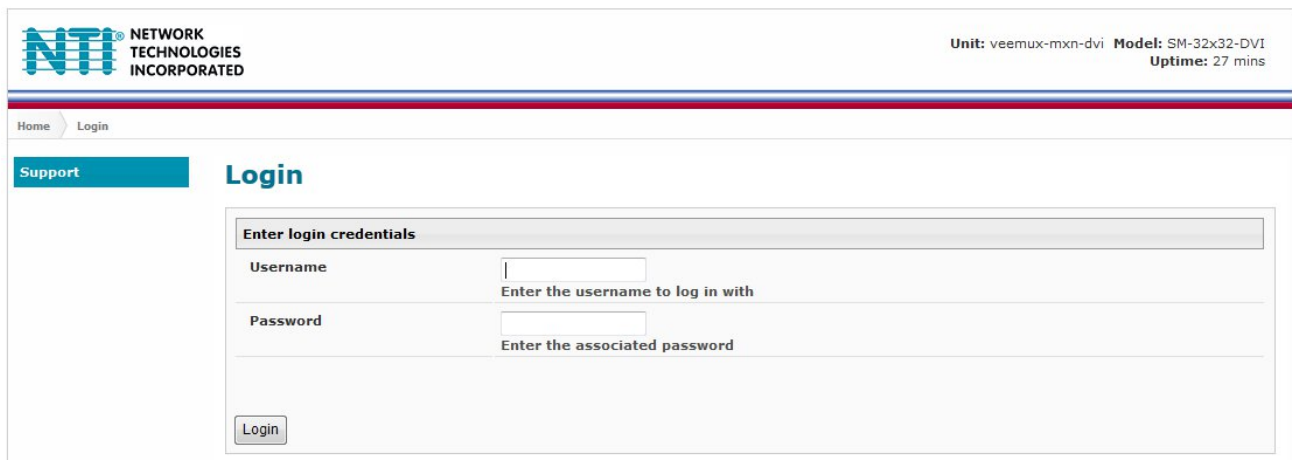 NTI® NETWORK
TECHNOLOGIES
INCORPORATED
Unit: veemux-mxn-dvi Model: SM-32x32-DVI
Uptime: 27 mins
Home Login
Support
Login
Enter login credentials
Username
Enter the username to log in with
Password
Enter the associated password
Login